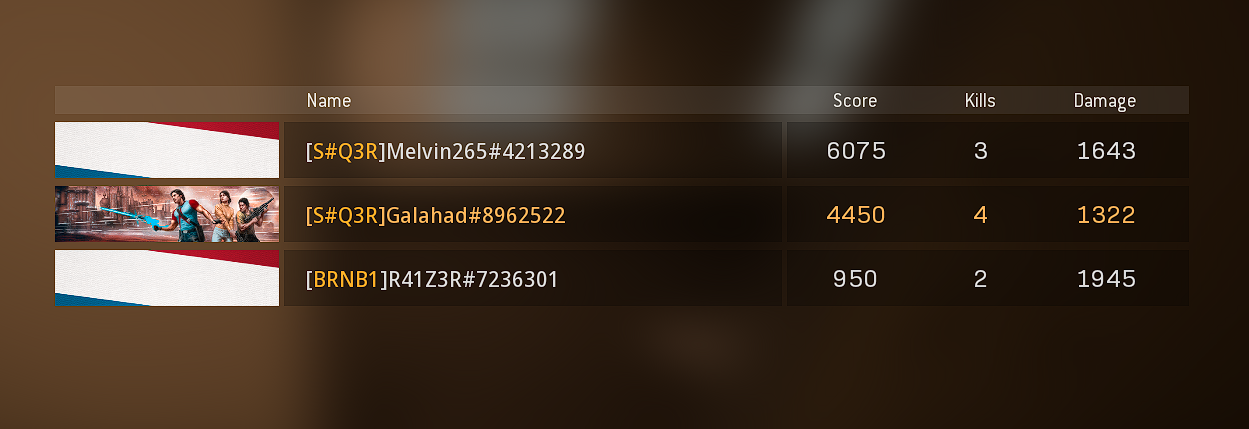 Name Score Kills Damage
[S#Q3R]Melvin265#4213289 6075 3 1643
[S#Q3R]Galahad#8962522 4450 4 1322
[BRNB1]R41Z3R#7236301 950 2 1945